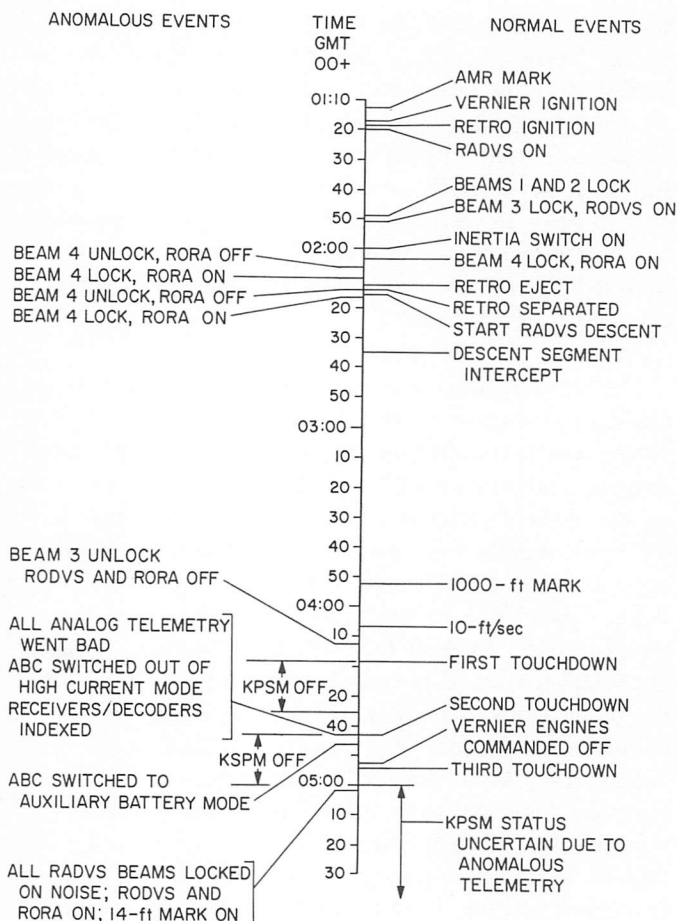 ANOMALOUS EVENTS
TIME
GMT
00+
NORMAL EVENTS
01:10
20
30
40
50
02:00
20
30
40
50
03:00
10
20
30
40
50
04:00
10
20
40
05:00
10
20
30
AMR MARK
VERNIER IGNITION
RETRO IGNITION
RADVS ON
BEAMS 1 AND 2 LOCK
BEAM 3 LOCK, RODVS ON
INERTIA SWITCH ON
BEAM 4 LOCK, RORA ON
RETRO EJECT
RETRO SEPARATED
START RADVS DESCENT
DESCENT SEGMENT
INTERCEPT
1000-ft MARK
10-ft/sec
FIRST TOUCHDOWN
SECOND TOUCHDOWN
VERNIER ENGINES
COMMANDED OFF
THIRD TOUCHDOWN
KPSM STATUS
UNCERTAIN DUE TO
ANOMALOUS
TELEMETRY
BEAM 4 UNLOCK, RORA OFF
BEAM 4 LOCK, RORA ON
BEAM 4 UNLOCK, RORA OFF
BEAM 4 LOCK, RORA ON
BEAM 3 UNLOCK
RODVS AND RORA OFF
ALL ANALOG TELEMETRY
WENT BAD
ABC SWITCHED OUT OF
HIGH CURRENT MODE
RECEIVERS/DECODERS
INDEXED
KPSM OFF
KSPM OFF
ABC SWITCHED TO
AUXILIARY BATTERY MODE
ALL RADVS BEAMS LOCKED
ON NOISE; RODVS AND
RORA ON; 14-ft MARK ON